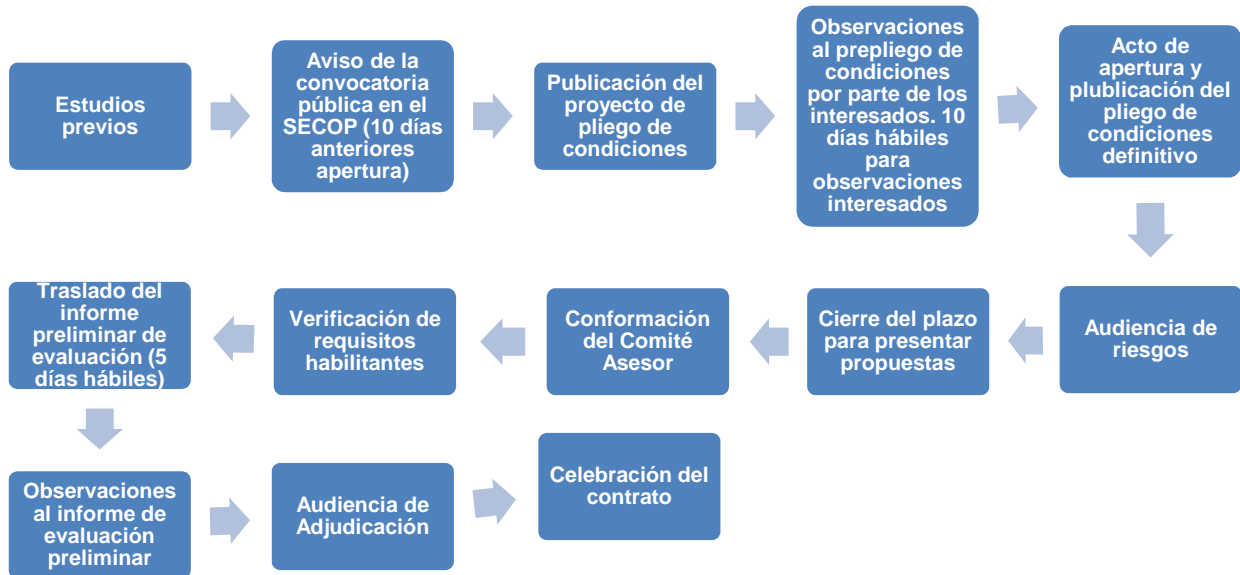 Estudios
previos
Aviso de la
convocatoria
pública en el
SECOP (10 días
anteriores
apertura)
Publicación del
proyecto de
pliego de
condiciones
Observaciones
al prepliego de
condiciones
por parte de los
interesados. 10
días hábiles
para
observaciones
interesados
Acto de
apertura y
plublicación del
pliego de
condiciones
definitivo
Audiencia de
riesgos
Cierre del plazo
para presentar
propuestas
Conformación
del Comité
Asesor
Verificación de
requisitos
habilitantes
Traslado del
informe
preliminar de
evaluación (5
días hábiles)
Observaciones
al informe de
evaluación
preliminar
Audiencia de
Adjudicación
Celebración del
contrato